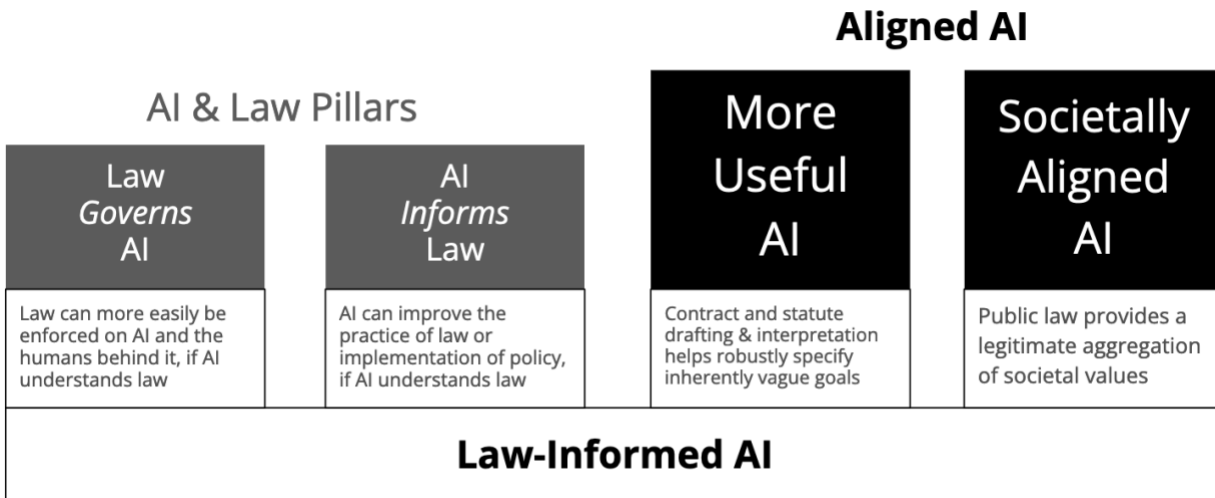 Aligned AI
AI & Law Pillars
Law
Governs
AI
Law can more easily be
enforced on AI and the
humans behind it, if AI
understands law
AI
Informs
Law
AI can improve the
practice of law or
implementation of policy,
if AI understands law
More
Useful
AI
Contract and statute
drafting & interpretation
helps robustly specify
inherently vague goals
Societally
Aligned
AI
Public law provides a
legitimate aggregation
of societal values
Law-Informed AI